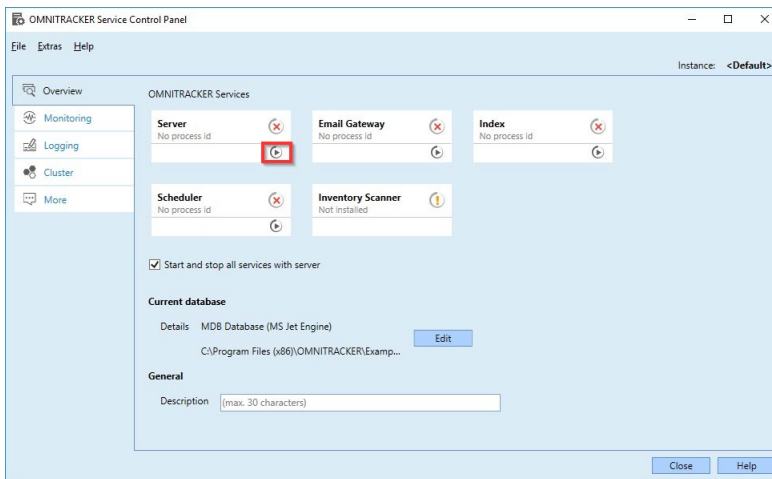 OMNITRACKER Service Control Panel
File Extras Help
Instance: <Default>
Overview
Monitoring
Logging
Cluster
More
OMNITRACKER Services
Server
No process id
Email Gateway
No process id
Index
No process id
Scheduler
No process id
Inventory Scanner
Not installed
Start and stop all services with server
Current database
Details MDB Database (MS Jet Engine)
C:\Program Files (x86)\OMNITRACKER\Examp...
Edit
General
Description (max. 30 characters)
Close Help